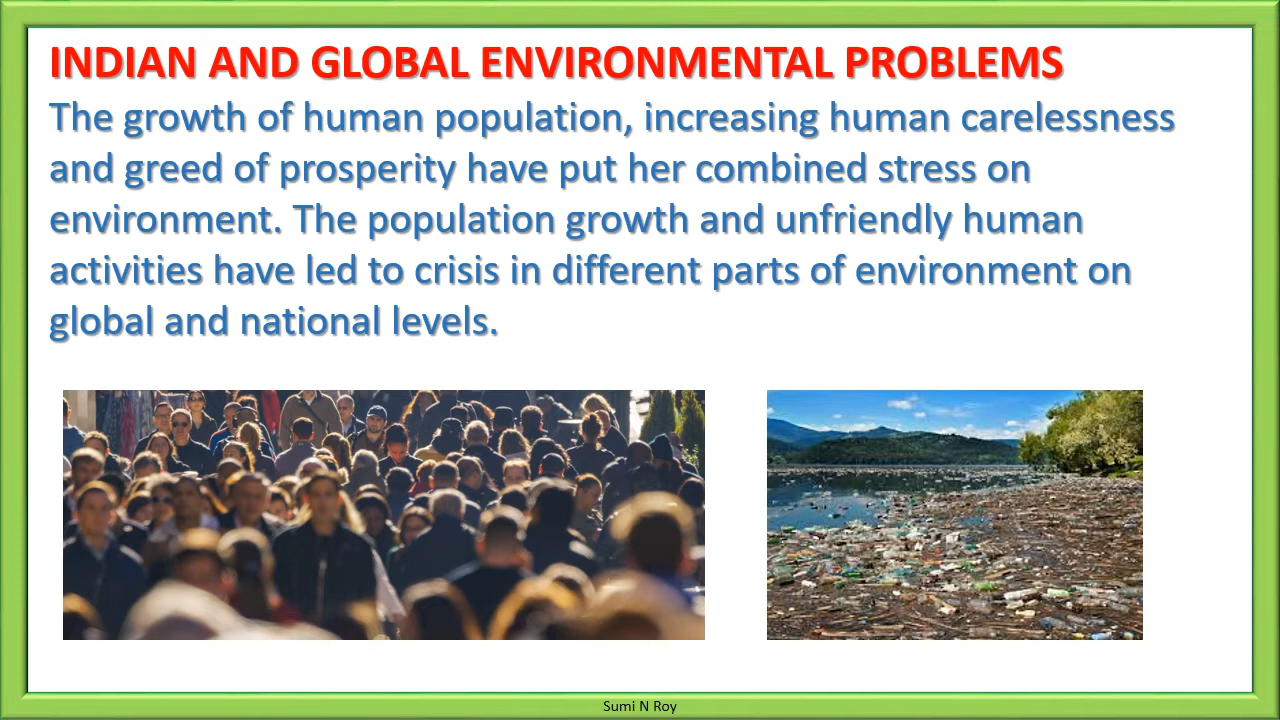 INDIAN AND GLOBAL ENVIRONMENTAL PROBLEMS
The growth of human population, increasing human carelessness
and greed of prosperity have put her combined stress on
environment. The population growth and unfriendly human
activities have led to crisis in different parts of environment on
global and national levels.
Sumi N Roy